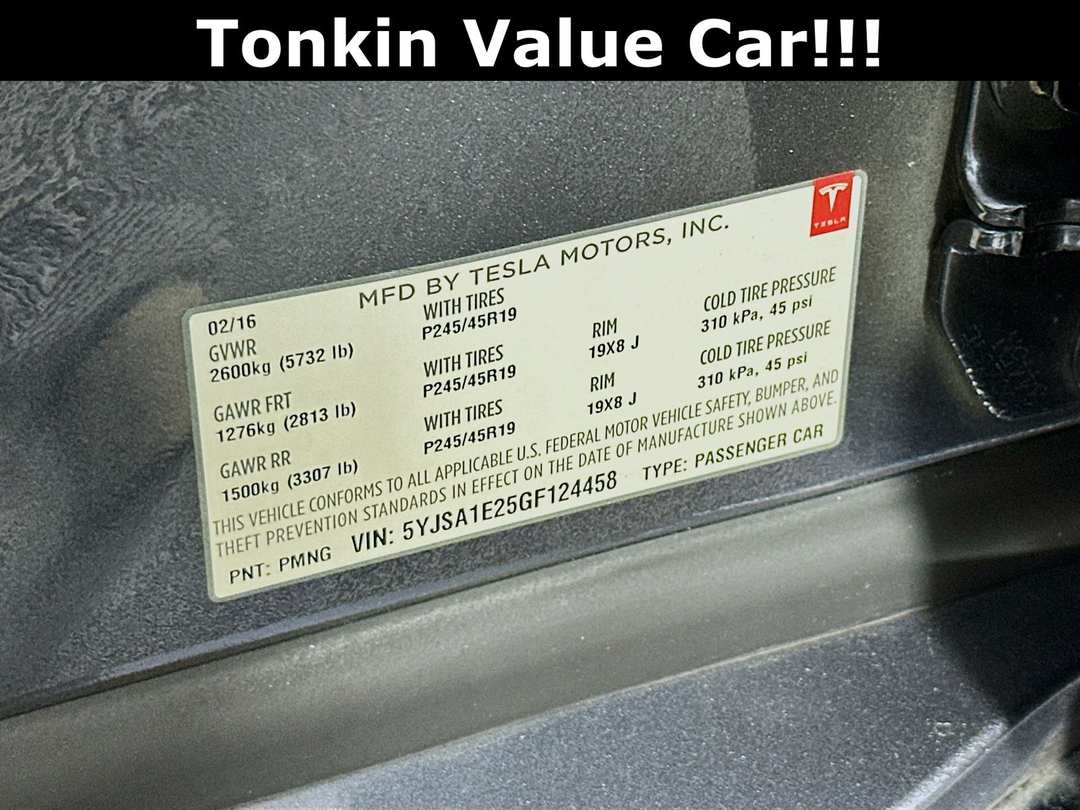 Tonkin Value Car!!!
TESLA
MFD BY TESLA MOTORS, INC.
02/16
GVWR
2600kg (5732 lb)
WITH TIRES
P245/45R19
RIM
19X8 J
COLD TIRE PRESSURE
310 kPa, 45 psi
GAWR FRT
1276kg (2813 lb)
WITH TIRES
P245/45R19
RIM
19X8 J
COLD TIRE PRESSURE
310 kPa, 45 psi
GAWR RR
1500kg (3307 lb)
WITH TIRES
P245/45R19
THIS VEHICLE CONFORMS TO ALL APPLICABLE U.S. FEDERAL MOTOR VEHICLE SAFETY, BUMPER, AND
THEFT PREVENTION STANDARDS IN EFFECT ON THE DATE OF MANUFACTURE SHOWN ABOVE.
PNT: PMNG VIN: 5YJSA1E25GF124458 TYPE: PASSENGER CAR